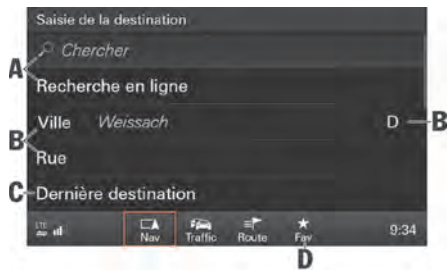 Saisie de la destination
Chercher
A
Recherche en ligne
Ville Weissach D B
B
Rue
C Dernière destination
LTE Nav Traffic Route Fav 9:34
D